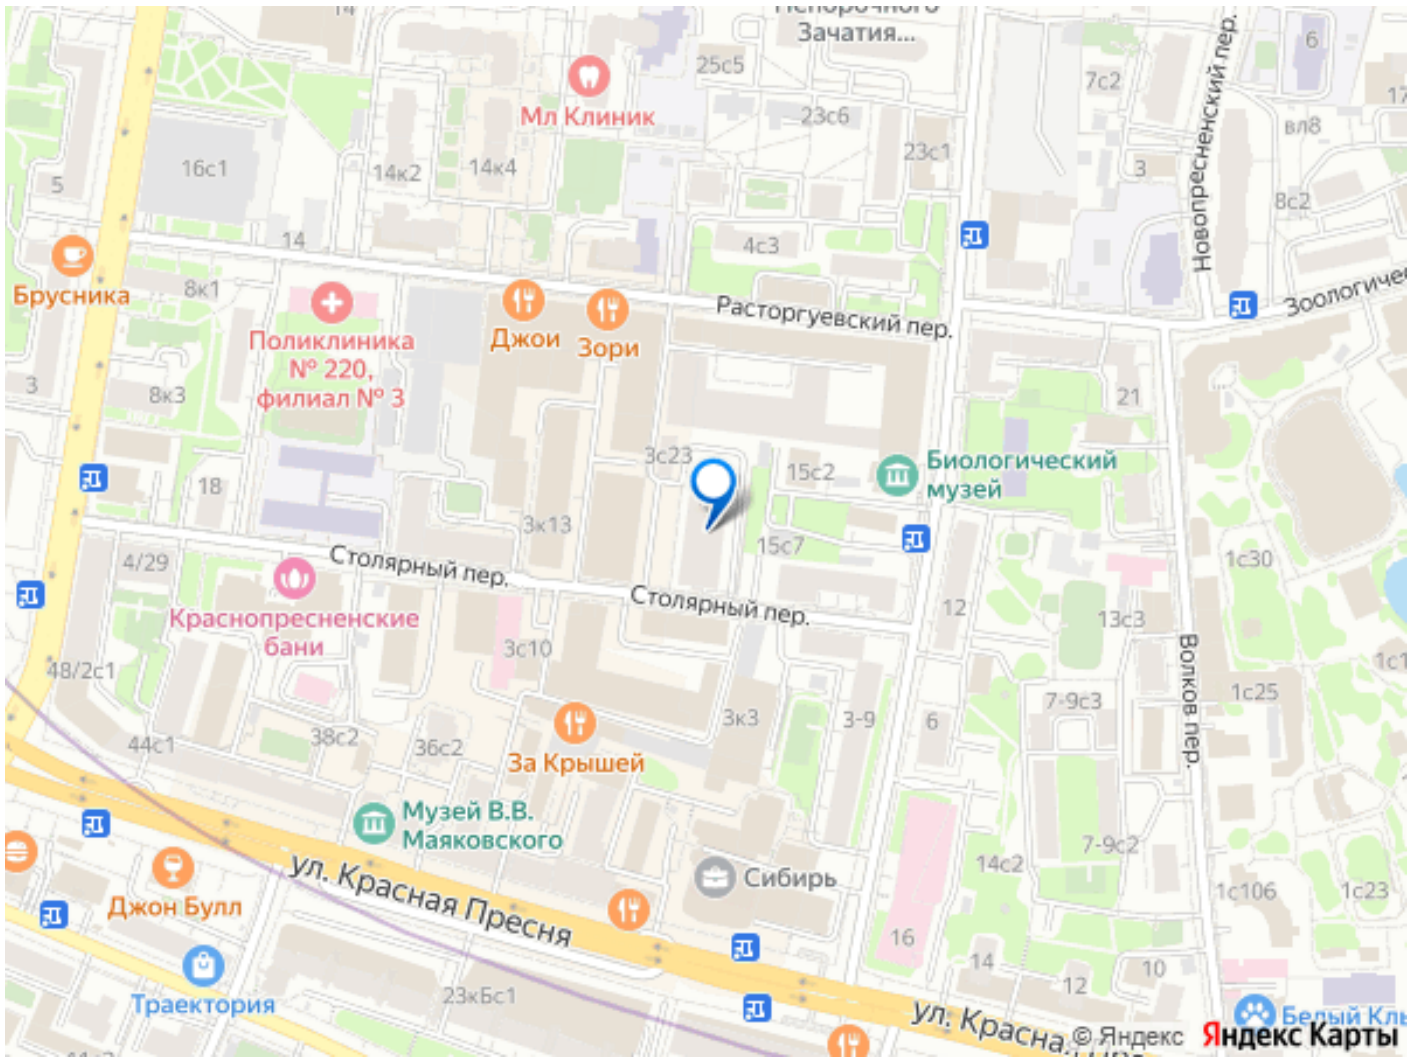 14
Зачатия...
25с5
7с2
6
Мл Клиник
23с6
вл8
17
Новопресненский пер.
16с1
14к2
14к4
23с1
3
5
8с2
14
4с3
Брусника
8к1
Поликлиника
№ 220,
филиал № 3
Джои
Зори
Расторгуевский пер.
3
8к3
21
18
3с23
15с2
Биологический
музей
3к13
15с7
4/29
Столярный пер.
1с30
Краснопресненские
бани
Столярный пер.
12
13с3
48/2с1
3с10
Волков пер.
1с25
44с1
38с2
36с2
За Крышей
3к3
3-9
6
7-9с3
Музей В.В.
Маяковского
7-9с2
14с2
Сибирь
1с106
1с23
ул. Красная Пресня
Джон Булл
16
14
12
10
Траектория
23кБс1
ул. Красна
© Яндекс
Яндекс Карты